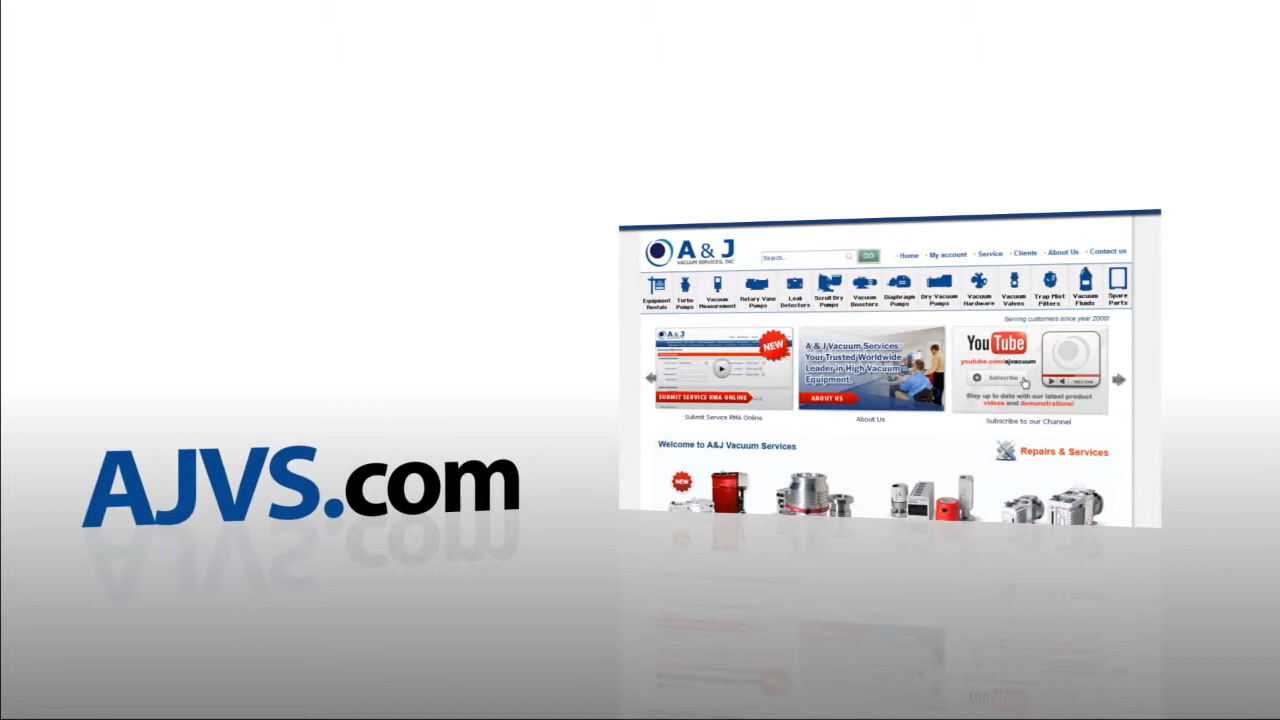 AJVS.com
A & J
VACUUM SERVICES, INC
Search...
GO
Home
My account
Service
Clients
About Us
Contact us
Equipment Rentals
Turbo Pumps
Vacuum Measurement
Rotary Vane Pumps
Leak Detectors
Scroll Dry Pumps
Vacuum Boosters
Diaphragm Pumps
Dry Vacuum Pumps
Vacuum Hardware
Vacuum Valves
Trap Mist Filters
Vacuum Fluids
Spare Parts
Serving customers since year 2000!
A & J
NEW
SUBMIT SERVICE RMA ONLINE
Submit Service RMA Online
A & J Vacuum Services:
Your Trusted Worldwide
Leader in High Vacuum
Equipment.
ABOUT US
About Us
YouTube
youtube.com/ajvacuum
Subscribe
Stay up to date with our latest product
videos and demonstrations!
Subscribe to our Channel
Welcome to A&J Vacuum Services
Repairs & Services
NEW